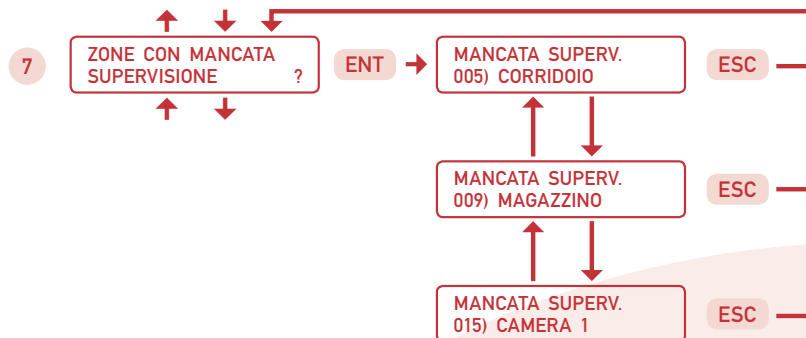 7
ZONE CON MANCATA
SUPERVISIONE ?
ENT
MANCATA SUPERV.
005) CORRIDOIO
ESC
MANCATA SUPERV.
009) MAGAZZINO
ESC
MANCATA SUPERV.
015) CAMERA 1
ESC